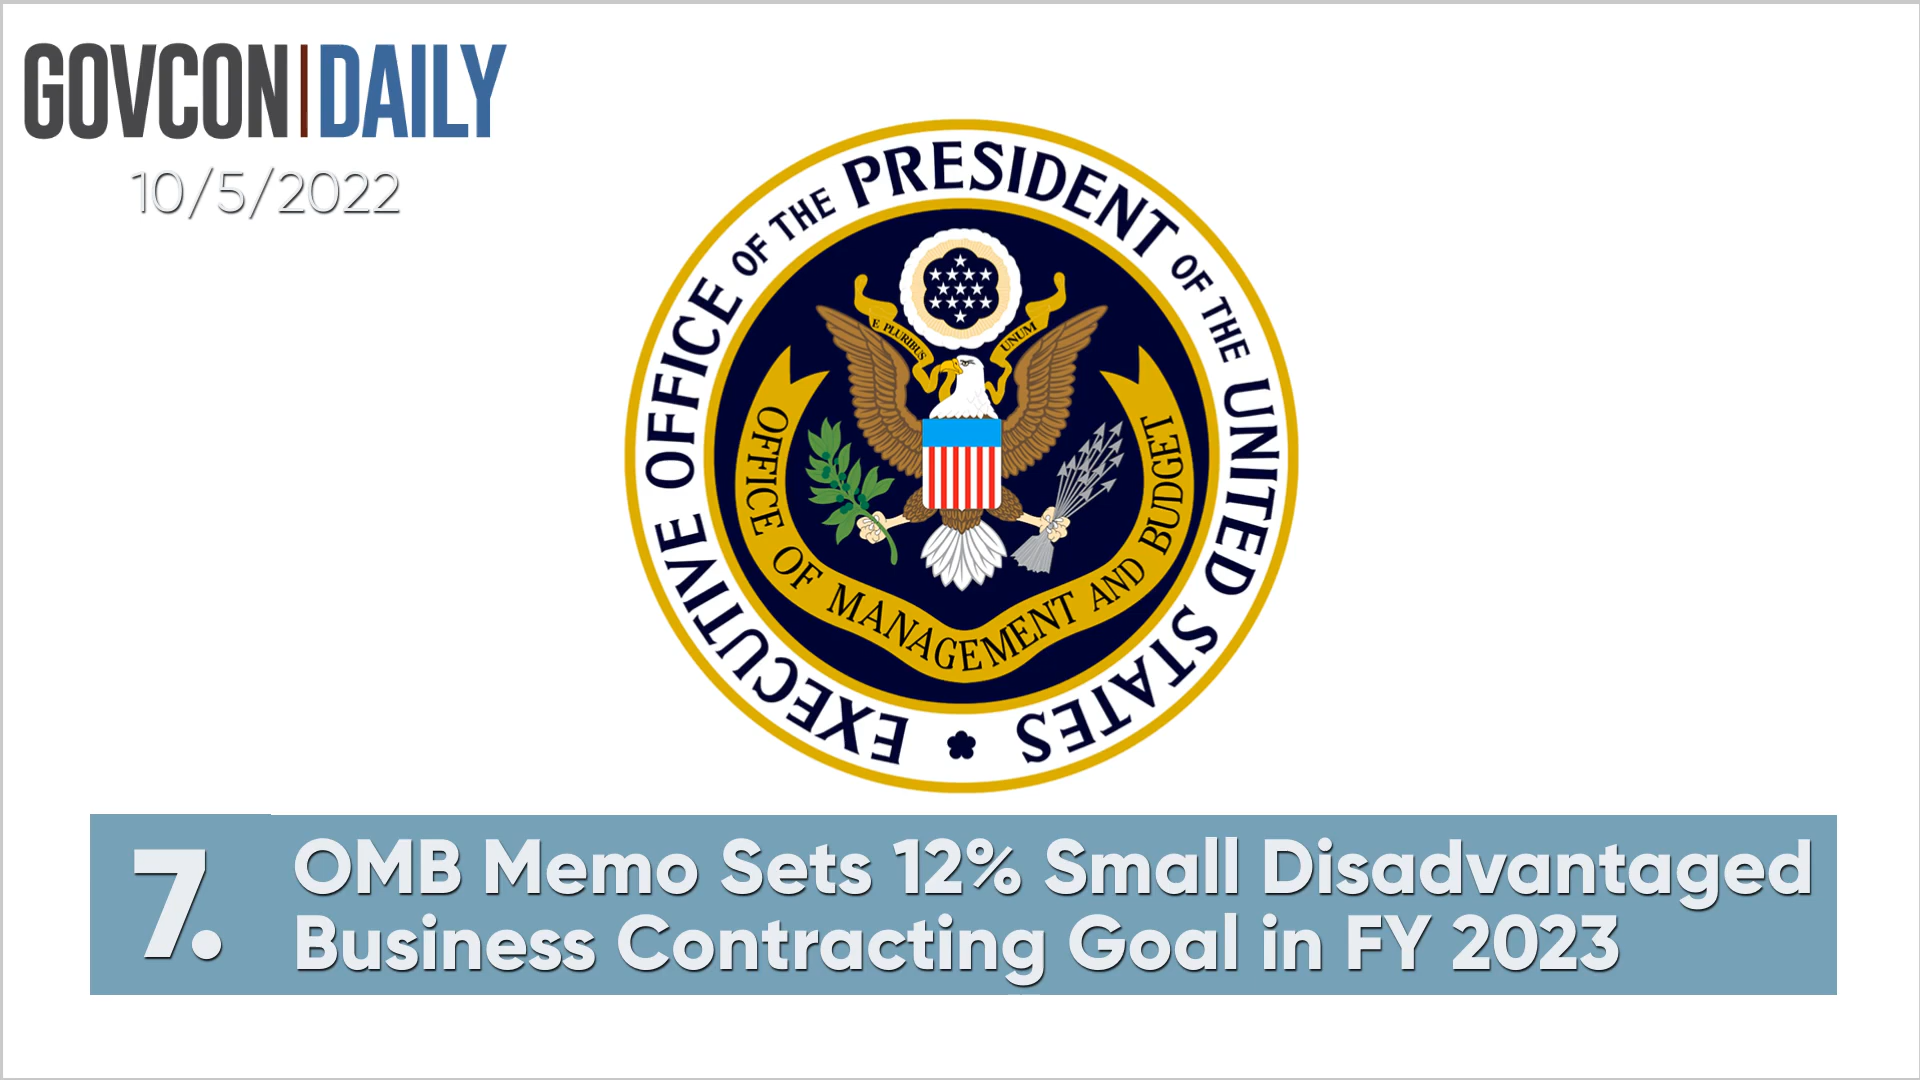 GOVCON|DAILY
10/5/2022
EXECUTIVE OFFICE OF THE PRESIDENT OF THE UNITED STATES
E PLURIBUS UNUM
OFFICE OF MANAGEMENT AND BUDGET
7. OMB Memo Sets 12% Small Disadvantaged
Business Contracting Goal in FY 2023